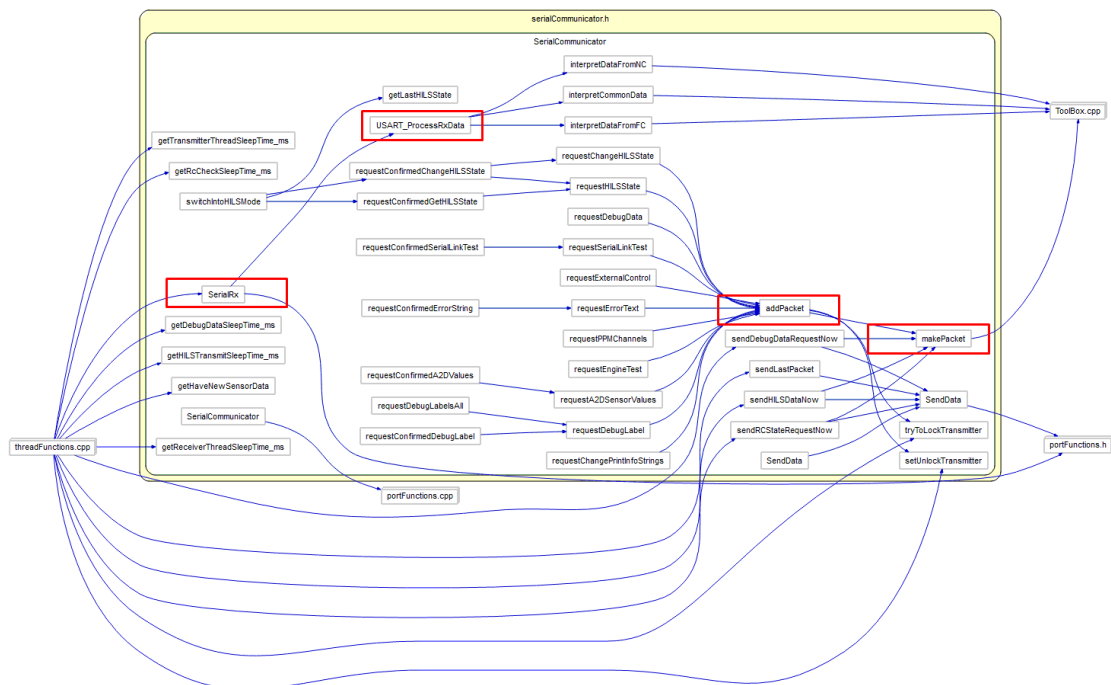 serialCommunicator.h
SerialCommunicator
interpretDataFromNC
getLastHILSState
interpretCommonData
ToolBox.cpp
USART_ProcessRxData
interpretDataFromFC
getTransmitterThreadSleepTime_ms
requestChangeHILSState
getRcCheckSleepTime_ms
requestConfirmedChangeHILSState
requestHILSState
switchIntoHILSMode
requestConfirmedGetHILSState
requestDebugData
requestConfirmedSerialLinkTest
requestSerialLinkTest
requestExternalControl
SerialRx
requestConfirmedErrorString
requestErrorText
addPacket
getDebugDataSleepTime_ms
requestPPMChannels
sendDebugDataRequestNow
makePacket
getHILSTransmitSleepTime_ms
requestEngineTest
sendLastPacket
requestConfirmedA2DValues
getHaveNewSensorData
requestA2DSensorValues
sendHILSDataNow
SendData
requestDebugLabelsAll
SerialCommunicator
requestDebugLabel
sendRCStateRequestNow
tryToLockTransmitter
requestConfirmedDebugLabel
threadFunctions.cpp
getReceiverThreadSleepTime_ms
portFunctions.h
requestChangePrintInfoStrings
SendData
setUnlockTransmitter
portFunctions.cpp